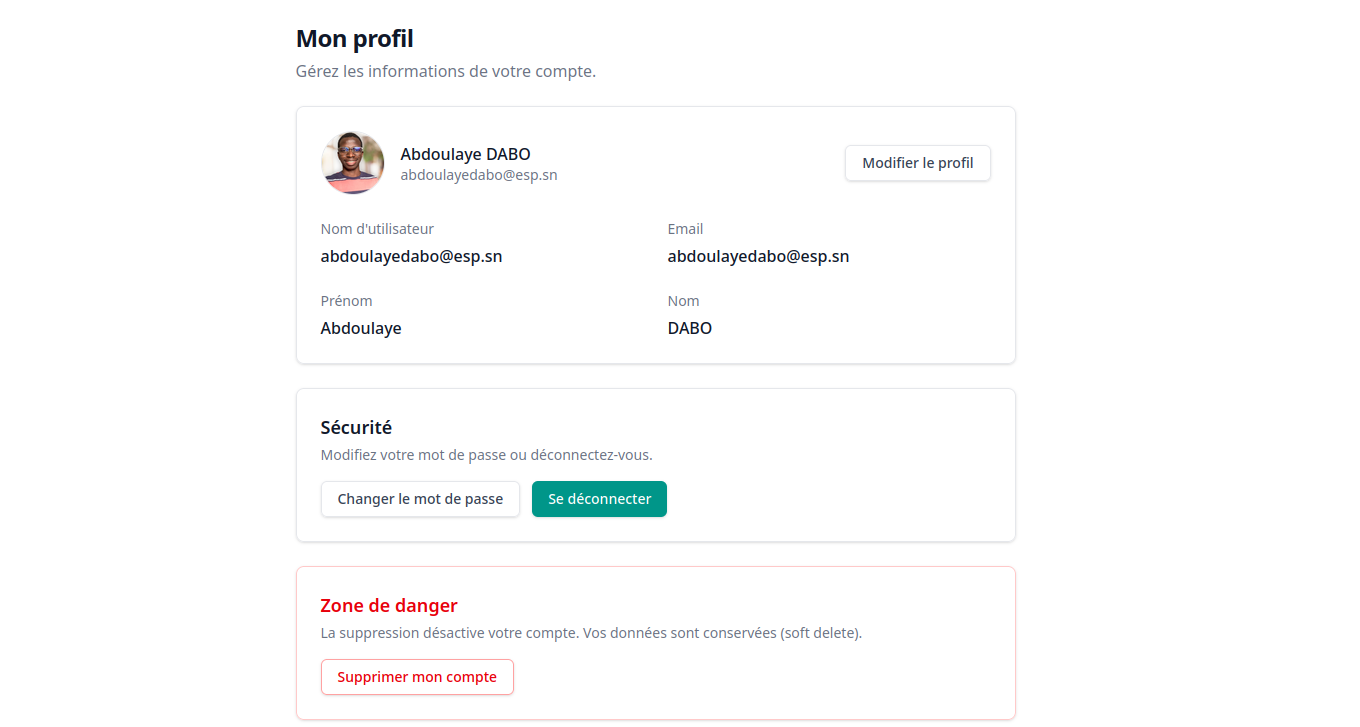 Mon profil
Gérez les informations de votre compte.
Abdoulaye DABO
abdoulayedabo@esp.sn
Modifier le profil
Nom d'utilisateur
abdoulayedabo@esp.sn
Email
abdoulayedabo@esp.sn
Prénom
Abdoulaye
Nom
DABO
Sécurité
Modifiez votre mot de passe ou déconnectez-vous.
Changer le mot de passe
Se déconnecter
Zone de danger
La suppression désactive votre compte. Vos données sont conservées (soft delete).
Supprimer mon compte